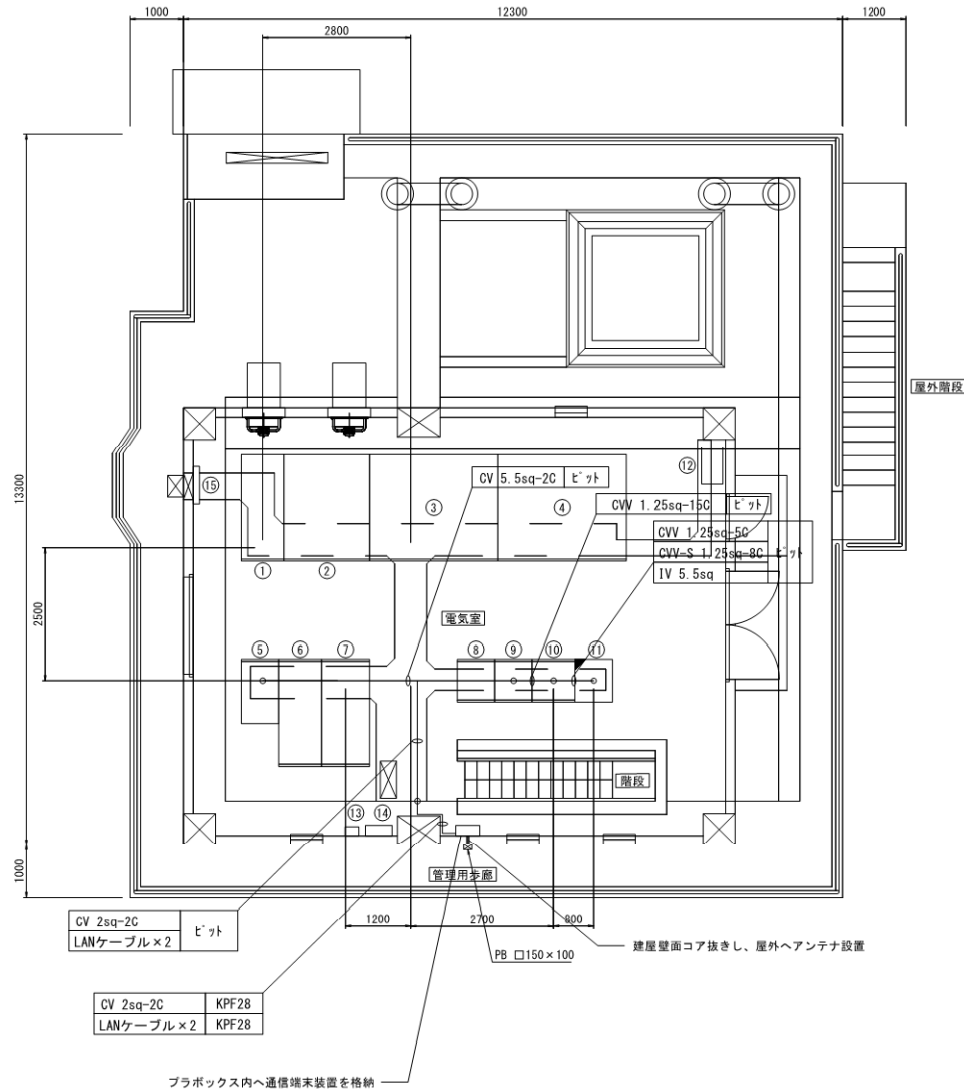 1000
12300
1200
2800
屋外階段
13300
CV 5.5sq-2C ピット
⑫
⑮
③
④
CVV 1.25sq-15C ピット
CVV 1.25sq-5C
CVV-S 1.25sq-8C ピット
IV 5.5sq
①
②
2500
電気室
⑤
⑥
⑦
⑧
⑨
⑩
⑪
階段
⑬
⑭
1000
管理用歩廊
CV 2sq-2C
LANケーブル×2
ピット
1200
2700
800
建屋壁面コア抜きし、屋外へアンテナ設置
PB □150×100
CV 2sq-2C KPF28
LANケーブル×2 KPF28
プラボックス内へ通信端末装置を格納